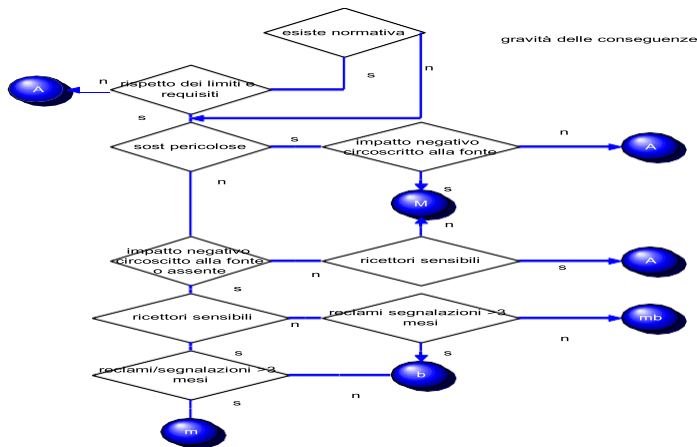 esiste normativa
gravità delle conseguenze
s
n
n
rispetto dei limiti e
requisiti
A
s
sost pericolose
s
impatto negativo
circoscritto alla fonte
n
A
n
s
M
n
impatto negativo
circoscitto alla fonte
o assente
n
ricettori sensibili
s
A
s
ricettori sensibili
n
reclami segnalazioni >3
mesi
n
mb
s
s
reclami/segnalazioni >3
mesi
n
b
s
m